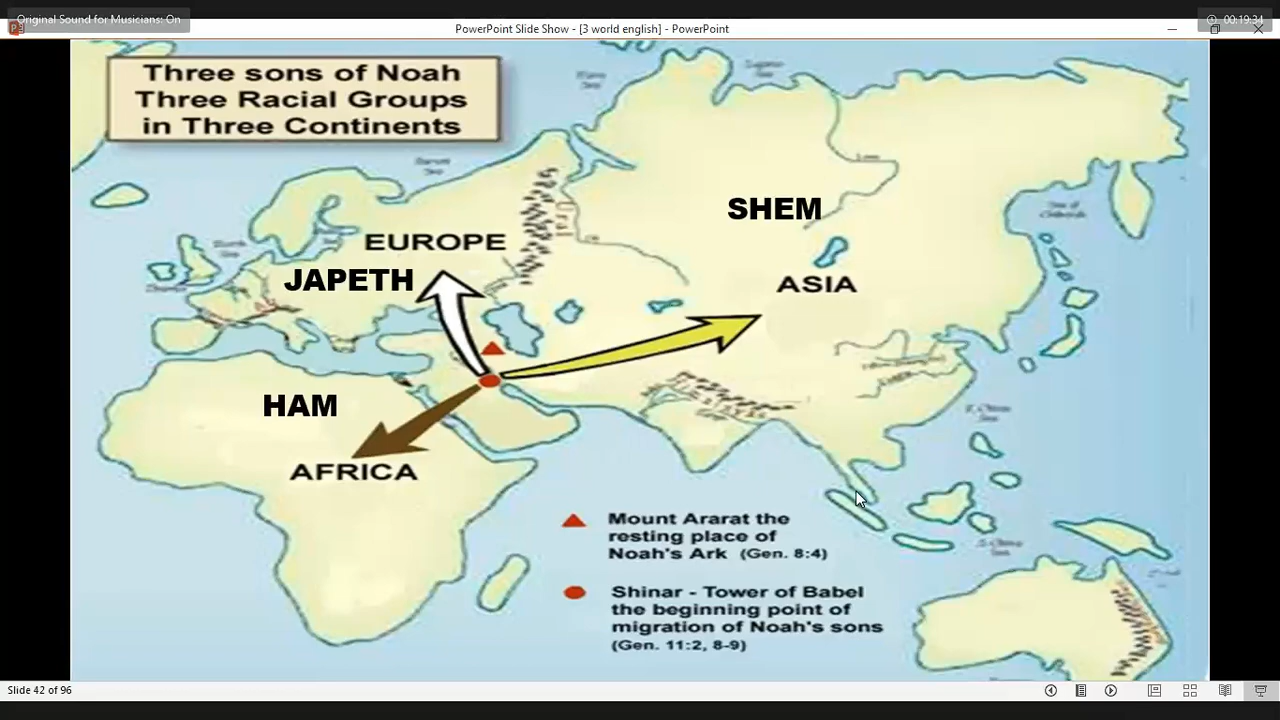 Original Sound for Musicians: On
00:19:34
PowerPoint Slide Show - [3 world english] - PowerPoint
Three sons of Noah
Three Racial Groups
in Three Continents
SHEM
EUROPE
JAPETH
ASIA
Ural
HAM
AFRICA
Mount Ararat the
resting place of
Noah's Ark (Gen. 8:4)
Shinar - Tower of Babel
the beginning point of
migration of Noah's sons
(Gen. 11:2, 8-9)
Slide 42 of 96